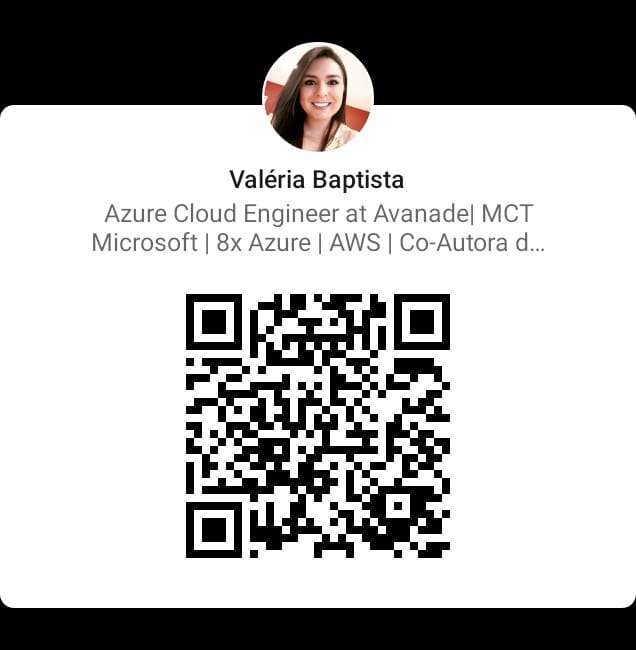 Valéria Baptista
Azure Cloud Engineer at Avanade| MCT
Microsoft | 8x Azure | AWS | Co-Autora d...